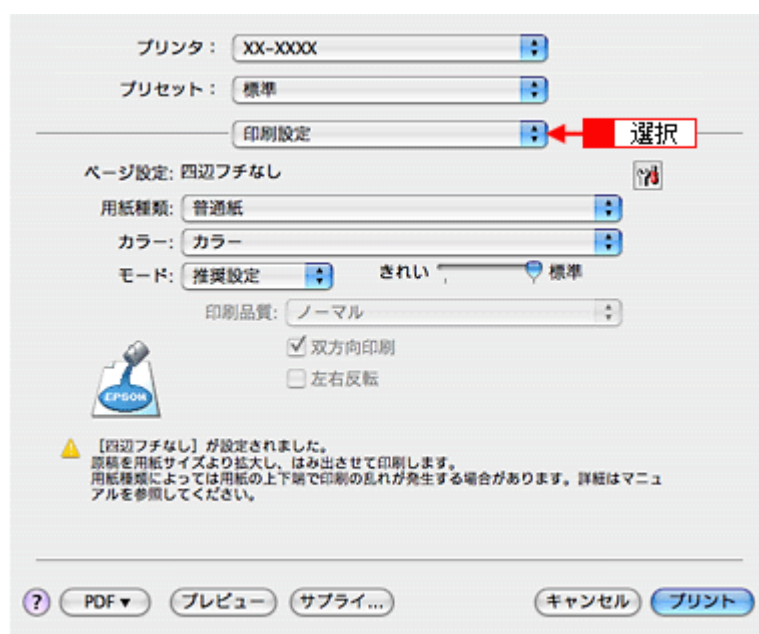 プリンタ： XX-XXXX
プリセット： 標準
印刷設定 選択
ページ設定: 四辺フチなし
用紙種類: 普通紙
カラー: カラー
モード: 推奨設定 きれい 標準
印刷品質: ノーマル
双方向印刷
左右反転
EPSON
［四辺フチなし］が設定されました。
原稿を用紙サイズより拡大し、はみ出させて印刷します。
用紙種類によっては用紙の上下端で印刷の乱れが発生する場合があります。詳細はマニュ
アルを参照してください。
? PDF▼ プレビュー サプライ... キャンセル プリント